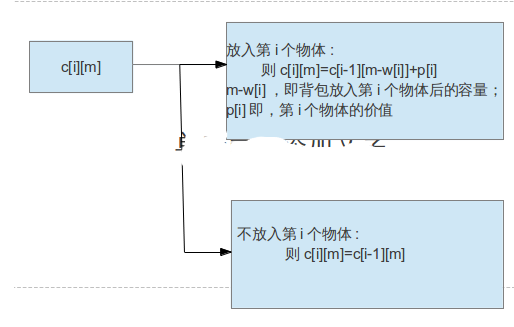 c[i][m]
放入第 i 个物体 :
则 c[i][m]=c[i-1][m-w[i]]+p[i]
m-w[i] ，即背包放入第 i 个物体后的容量；
p[i] 即，第 i 个物体的价值
不放入第 i 个物体 :
则 c[i][m]=c[i-1][m]